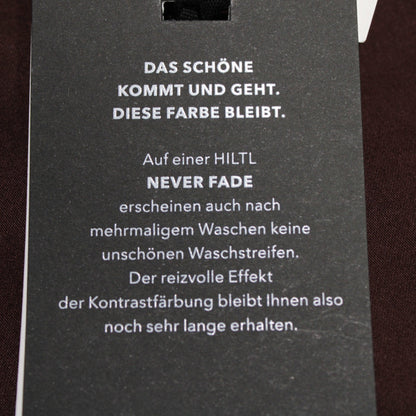 DAS SCHÖNE
KOMMT UND GEHT.
DIESE FARBE BLEIBT.
Auf einer HILTL
NEVER FADE
erscheinen auch nach
mehrmaligem Waschen keine
unschönen Waschstreifen.
Der reizvolle Effekt
der Kontrastfärbung bleibt Ihnen also
noch sehr lange erhalten.